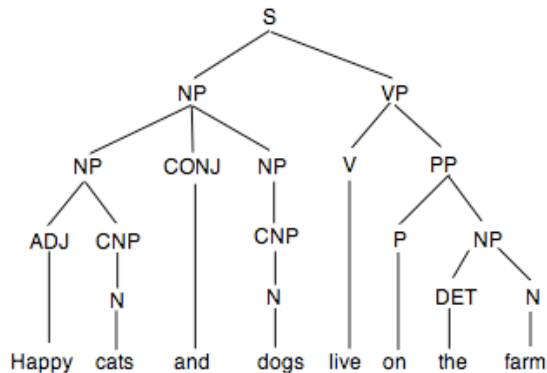 S
NP VP
NP CONJ NP V PP
ADJ CNP CNP P NP
N N DET N
Happy cats and dogs live on the farm